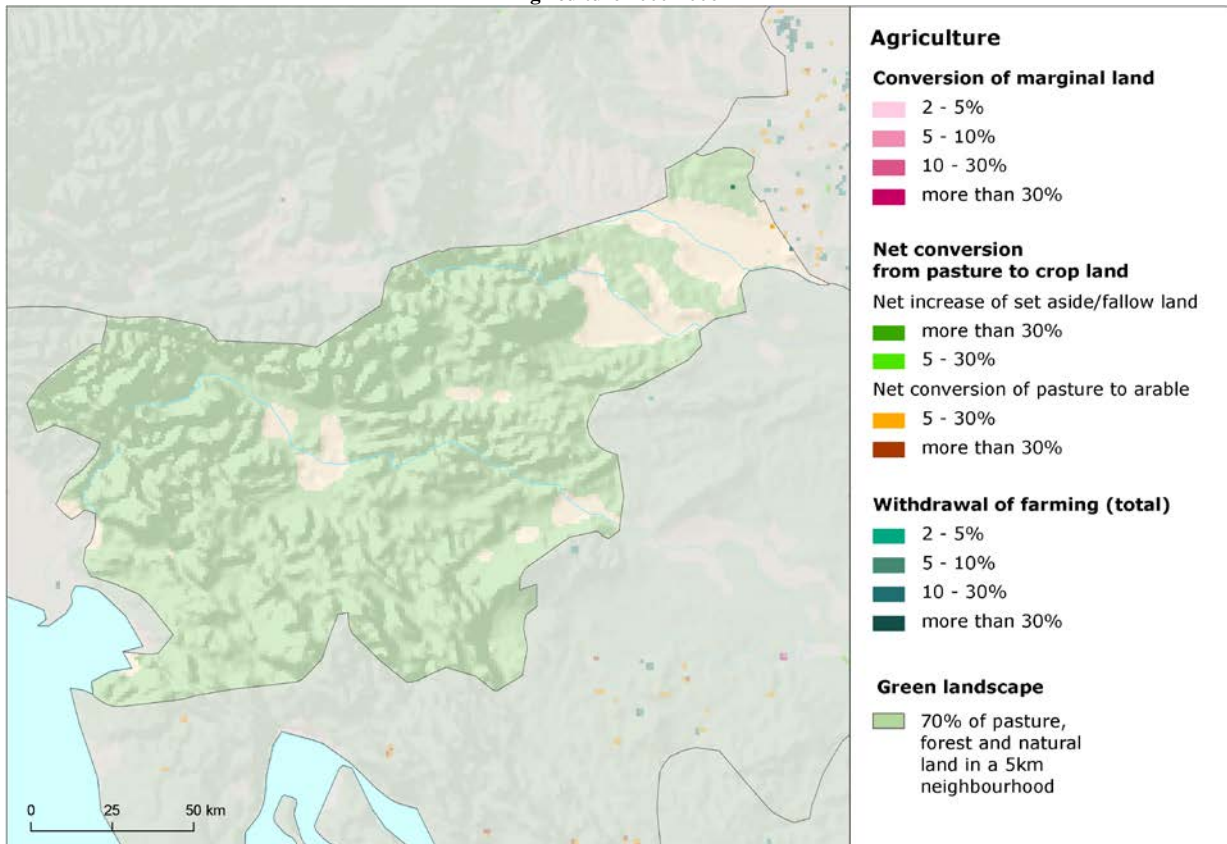 Agriculture
Conversion of marginal land
2 - 5%
5 - 10%
10 - 30%
more than 30%
Net conversion
from pasture to crop land
Net increase of set aside/fallow land
more than 30%
5 - 30%
Net conversion of pasture to arable
5 - 30%
more than 30%
Withdrawal of farming (total)
2 - 5%
5 - 10%
10 - 30%
more than 30%
Green landscape
70% of pasture,
forest and natural
land in a 5km
neighbourhood
0 25 50 km